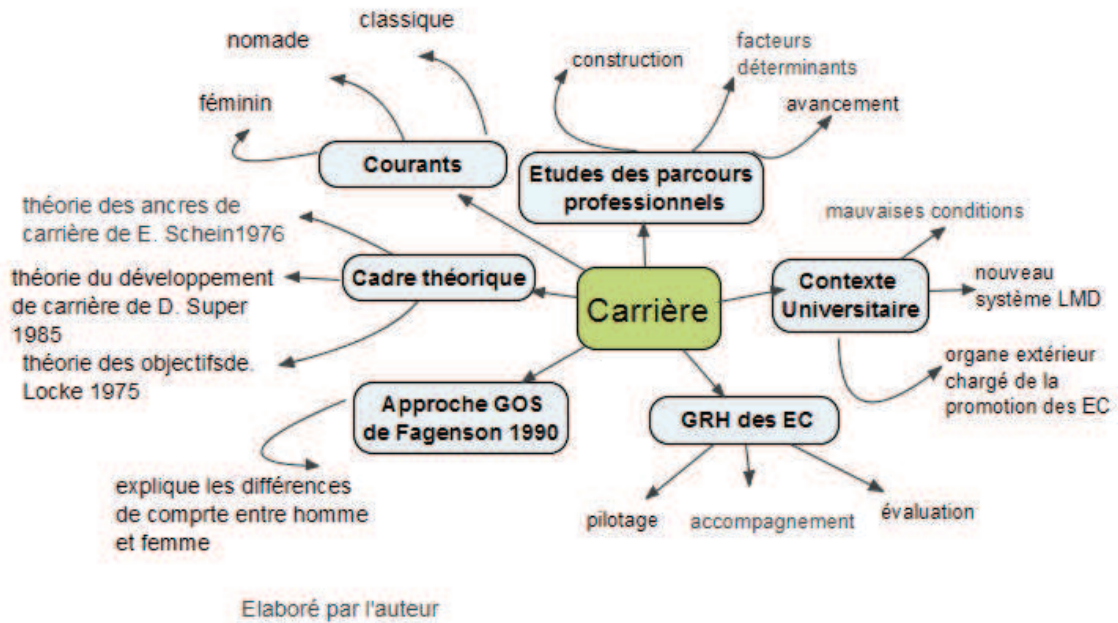 classique
nomade
féminin
Courants
construction
facteurs
déterminants
avancement
Etudes des parcours
professionnels
théorie des ancres de
carrière de E. Schein1976
théorie du développement
de carrière de D. Super
1985
théorie des objectifsde.
Locke 1975
Cadre théorique
Carrière
mauvaises conditions
Contexte
Universitaire
nouveau
système LMD
organe extérieur
chargé de la
promotion des EC
Approche GOS
de Fagenson 1990
explique les différences
de comprte entre homme
et femme
GRH des EC
pilotage
accompagnement
évaluation
Elaboré par l'auteur